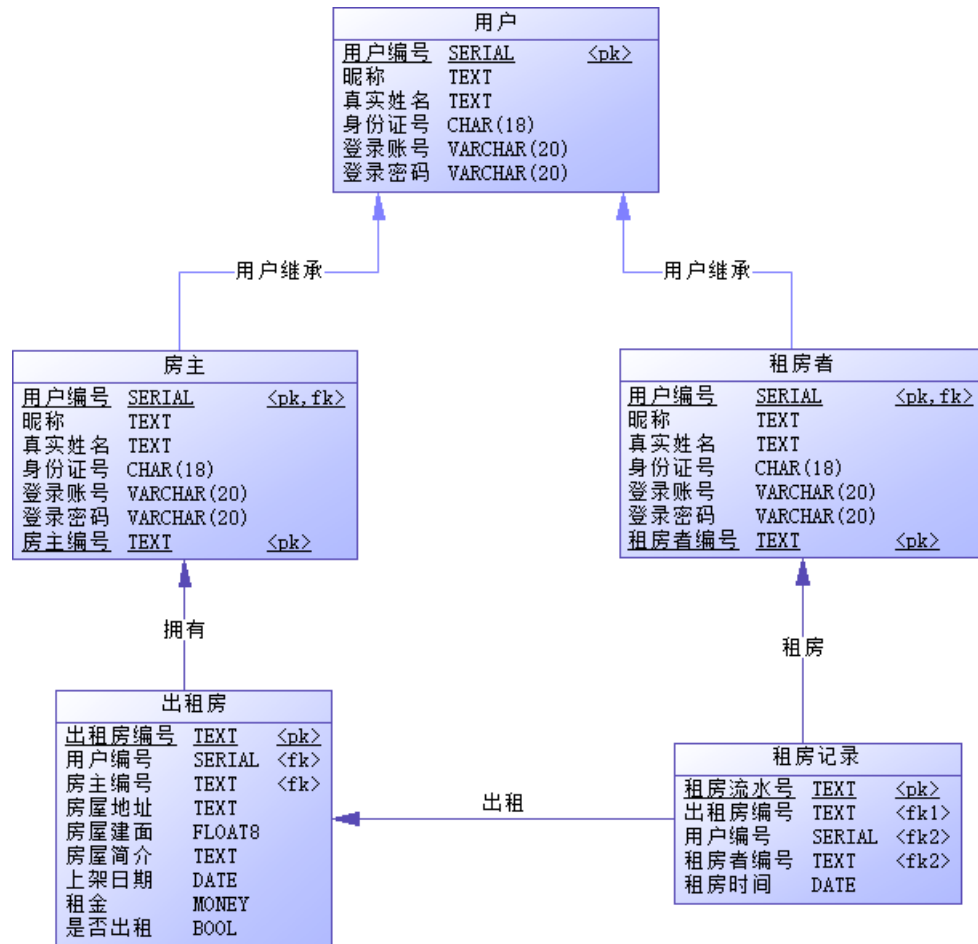 用户
用户编号 SERIAL <pk>
昵称 TEXT
真实姓名 TEXT
身份证号 CHAR(18)
登录账号 VARCHAR(20)
登录密码 VARCHAR(20)
用户继承
用户继承
房主
用户编号 SERIAL <pk,fk>
昵称 TEXT
真实姓名 TEXT
身份证号 CHAR(18)
登录账号 VARCHAR(20)
登录密码 VARCHAR(20)
房主编号 TEXT <pk>
租房者
用户编号 SERIAL <pk,fk>
昵称 TEXT
真实姓名 TEXT
身份证号 CHAR(18)
登录账号 VARCHAR(20)
登录密码 VARCHAR(20)
租房者编号 TEXT <pk>
拥有
租房
出租房
出租房编号 TEXT <pk>
用户编号 SERIAL <fk>
房主编号 TEXT <fk>
房屋地址 TEXT
房屋建面 FLOAT8
房屋简介 TEXT
上架日期 DATE
租金 MONEY
是否出租 BOOL
出租
租房记录
租房流水号 TEXT <pk>
出租房编号 TEXT <fk1>
用户编号 SERIAL <fk2>
租房者编号 TEXT <fk2>
租房时间 DATE